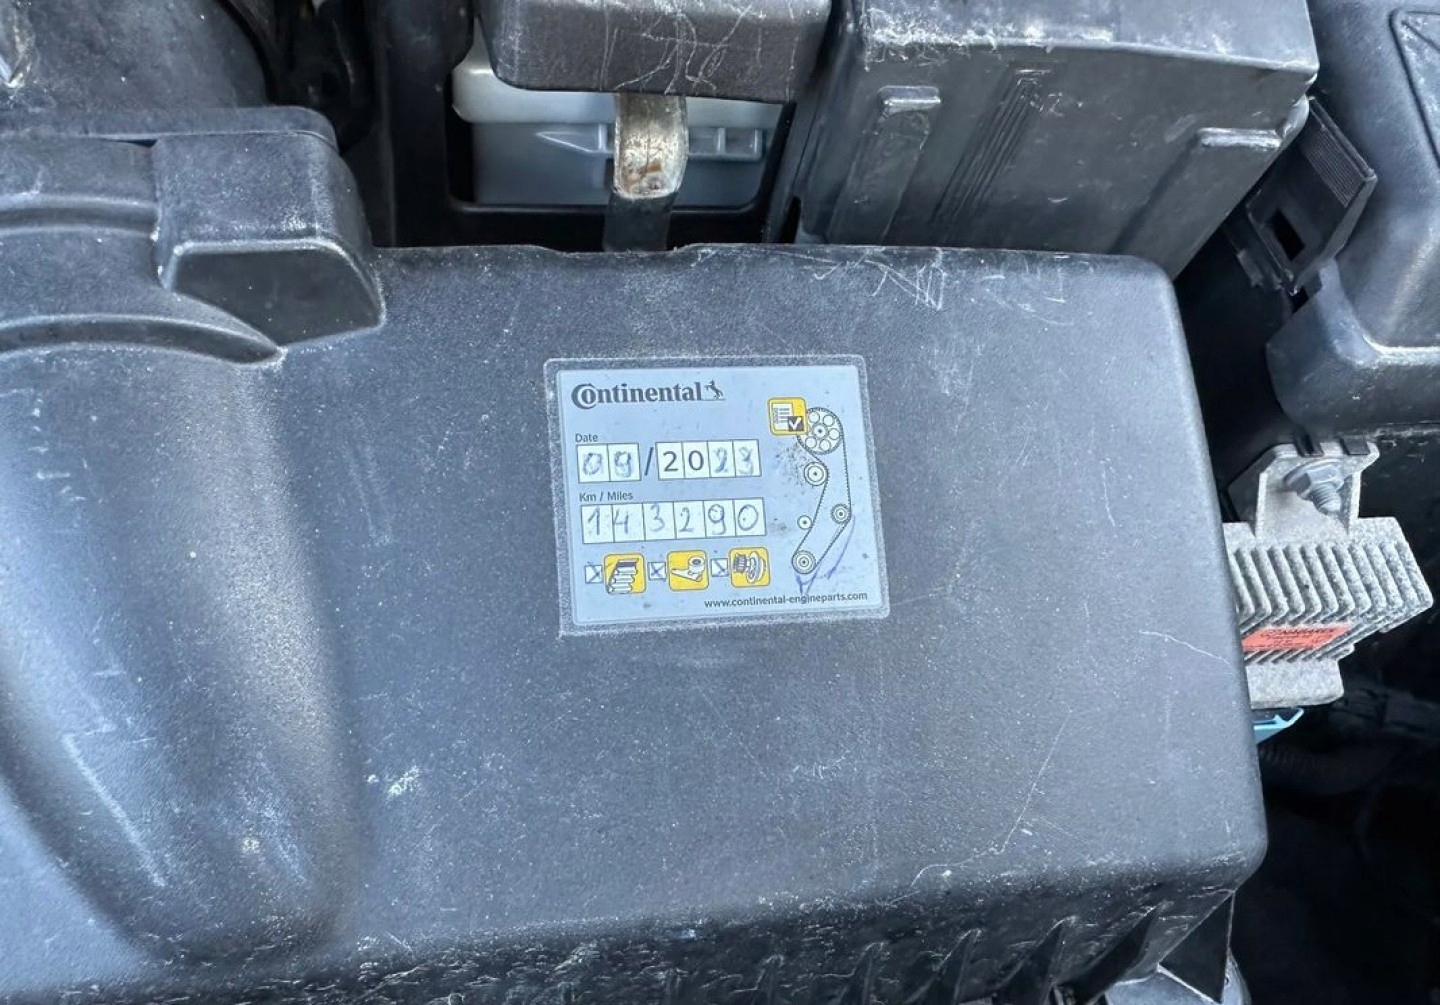 Continental
Date
09/2023
Km / Miles
143290
www.continental-engineparts.com